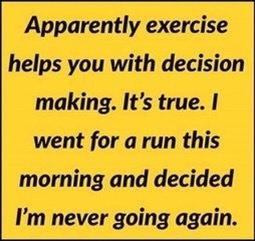 Apparently exercise
helps you with decision
making. It's true. I
went for a run this
morning and decided
I'm never going again.